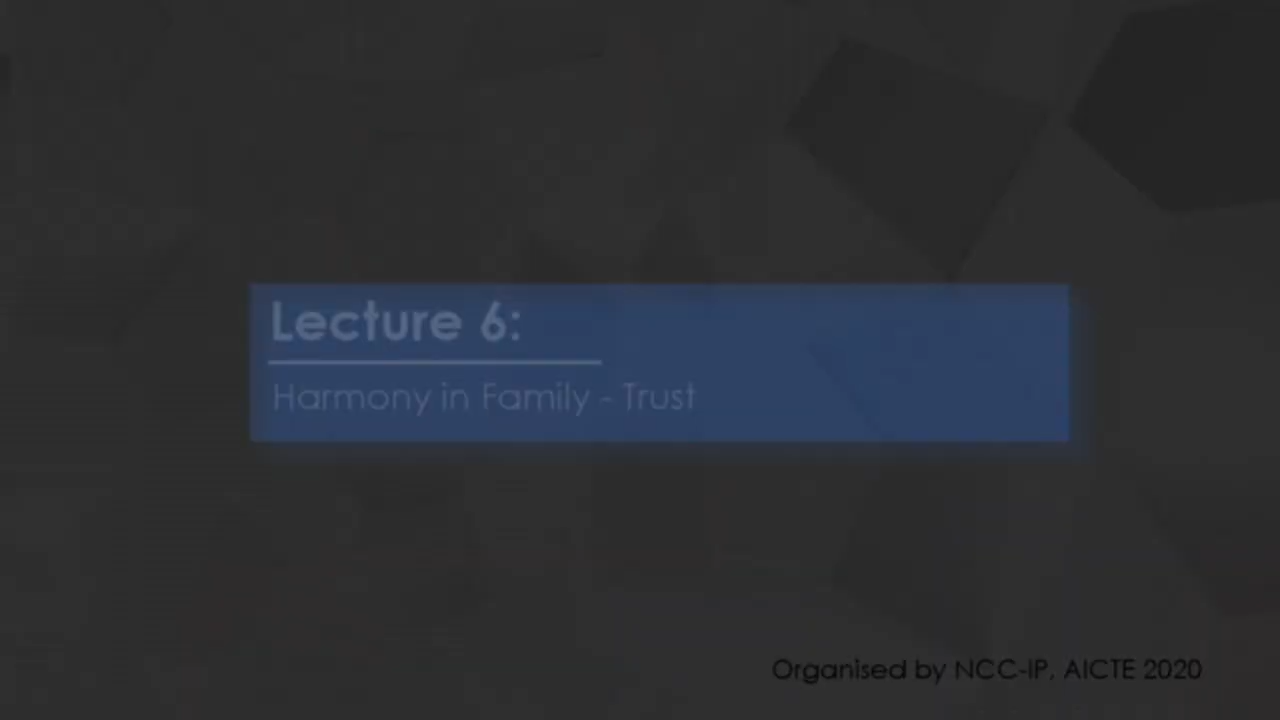 Lecture 6:
Harmony in Family - Trust
Organised by NCC-IP, AICTE 2020